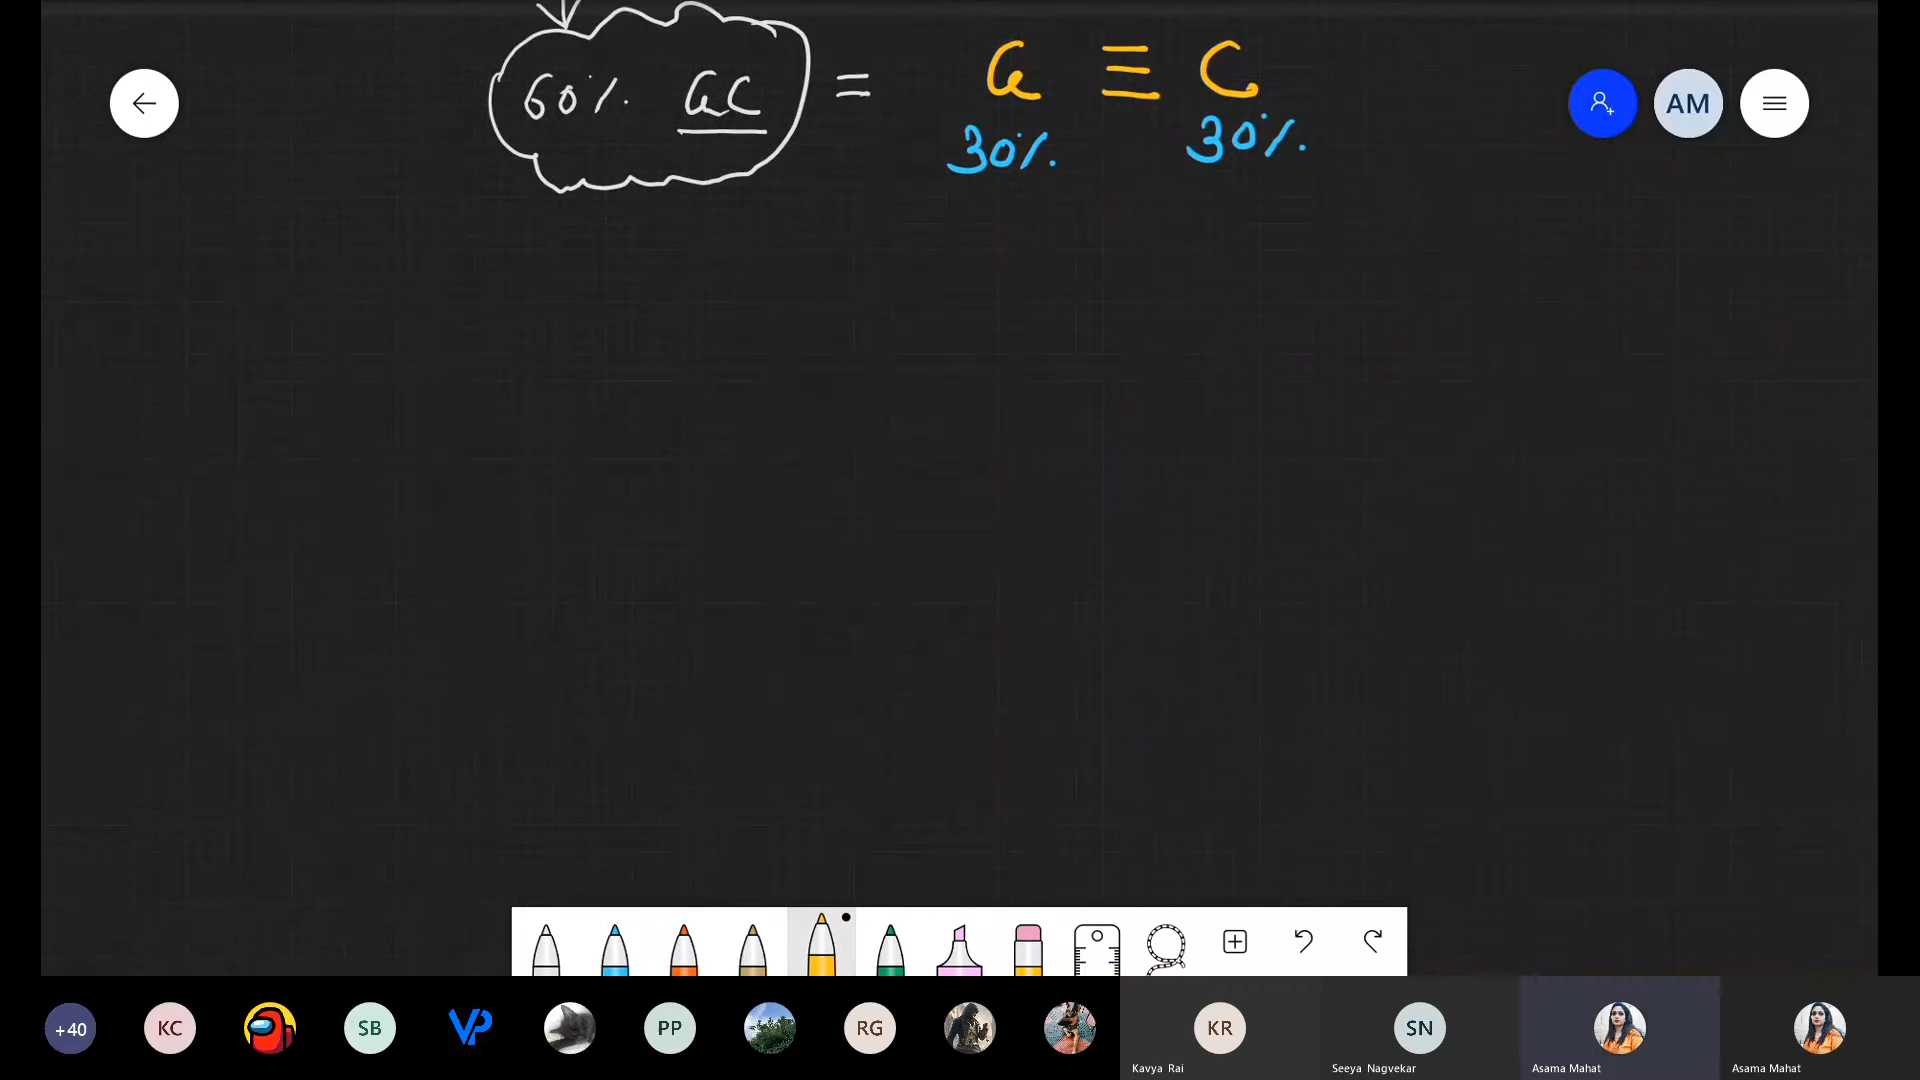 60% GC = G ≡ C
30% 30%
AM
+40 KC SB VP PP RG KR SN
Kavya Rai Seeya Nagvekar Asama Mahat Asama Mahat